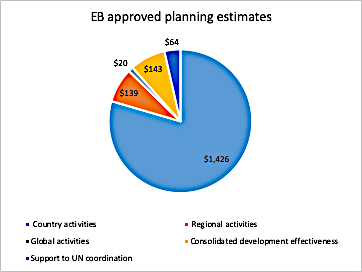 EB approved planning estimates
$64
$20
$143
$139
$1,426
Country activities
Regional activities
Global activities
Consolidated development effectiveness
Support to UN coordination